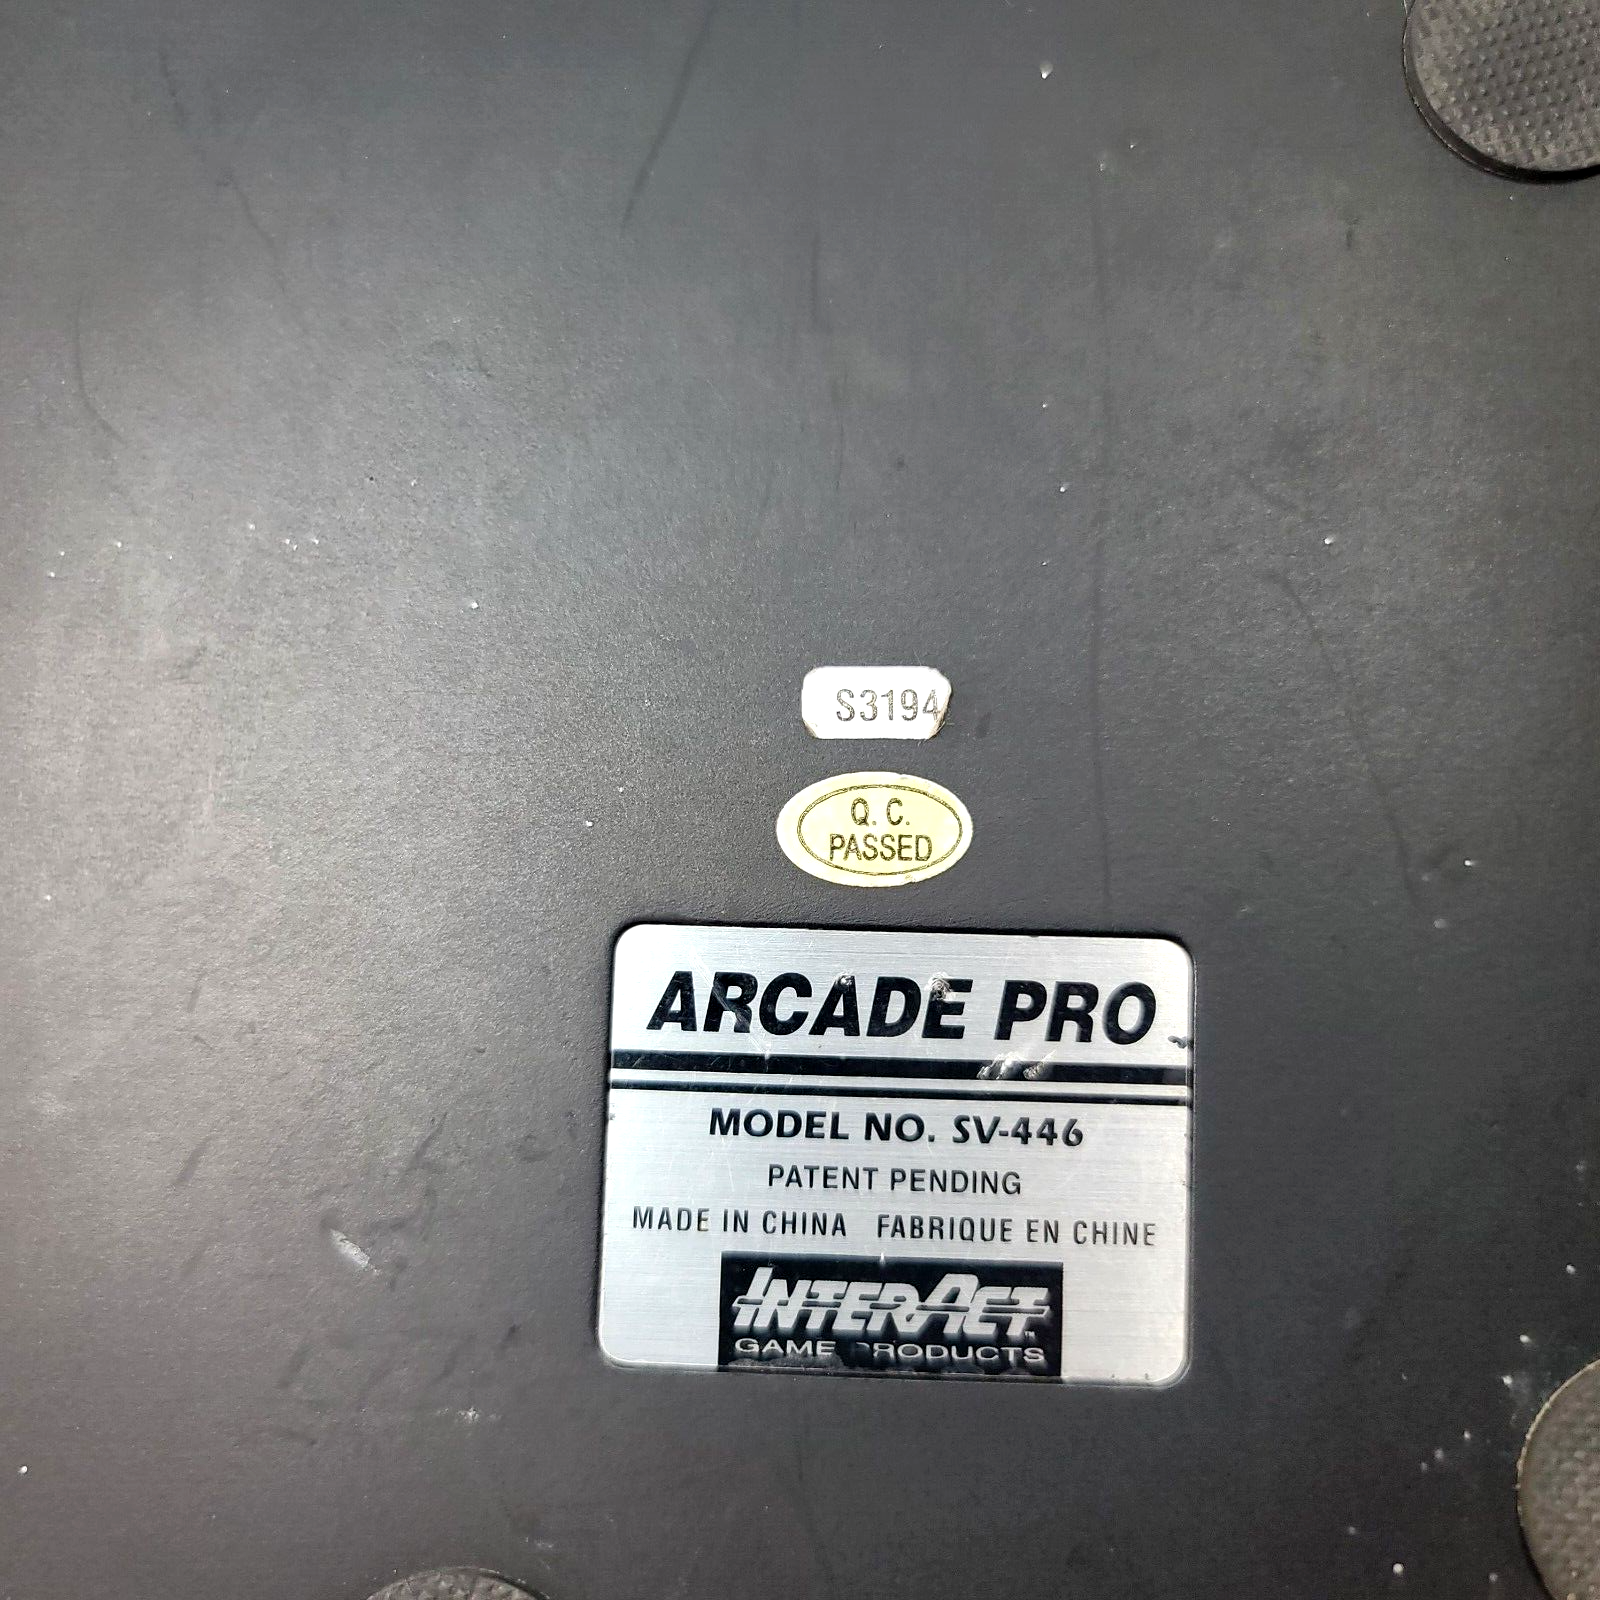 S3194
Q. C.
PASSED
ARCADE PRO
MODEL NO. SV-446
PATENT PENDING
MADE IN CHINA FABRIQUE EN CHINE
INTERACT
GAME PRODUCTS